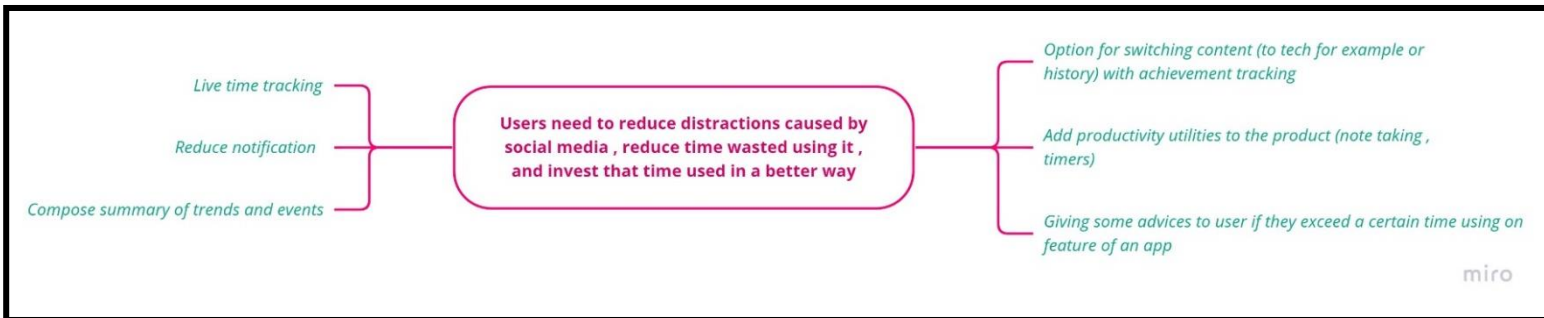 Live time tracking
Reduce notification
Compose summary of trends and events
Users need to reduce distractions caused by
social media , reduce time wasted using it ,
and invest that time used in a better way
Option for switching content (to tech for example or
history) with achievement tracking
Add productivity utilities to the product (note taking ,
timers)
Giving some advices to user if they exceed a certain time using on
feature of an app
miro